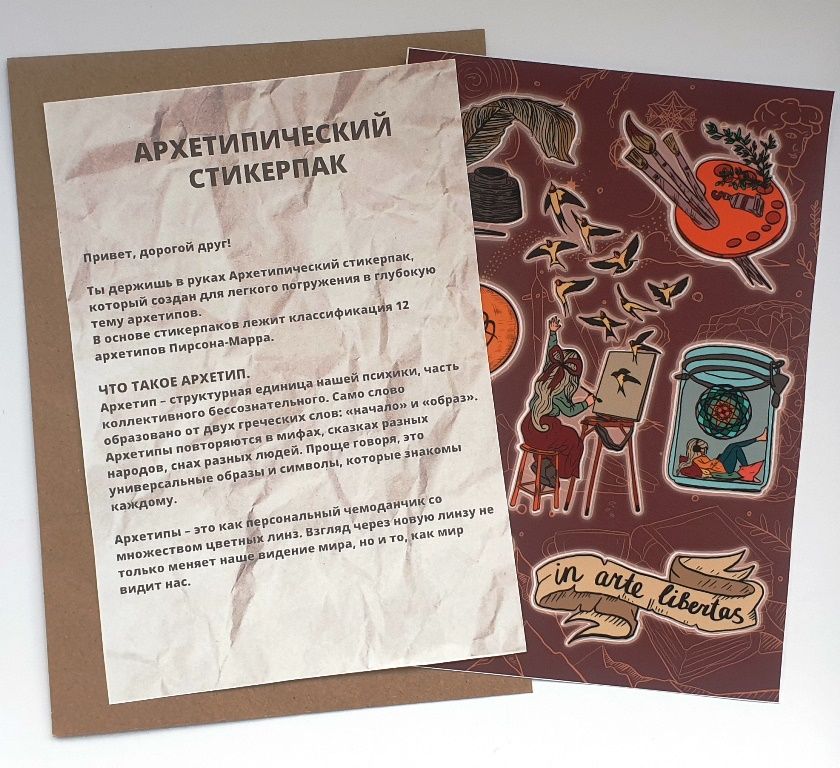 АРХЕТИПИЧЕСКИЙ
СТИКЕРПАК
Привет, дорогой друг!
Ты держишь в руках Архетипический стикерпак,
который создан для легкого погружения в глубокую
тему архетипов.
В основе стикерпаков лежит классификация 12
архетипов Пирсона-Марра.
ЧТО ТАКОЕ АРХЕТИП.
Архетип – структурная единица нашей психики, часть
коллективного бессознательного. Само слово
образовано от двух греческих слов: «начало» и «образ».
Архетипы повторяются в мифах, сказках разных
народов, снах разных людей. Проще говоря, это
универсальные образы и символы, которые знакомы
каждому.
Архетипы – это как персональный чемоданчик со
множеством цветных линз. Взгляд через новую линзу не
только меняет наше видение мира, но и то, как мир
видит нас.
in arte libertas